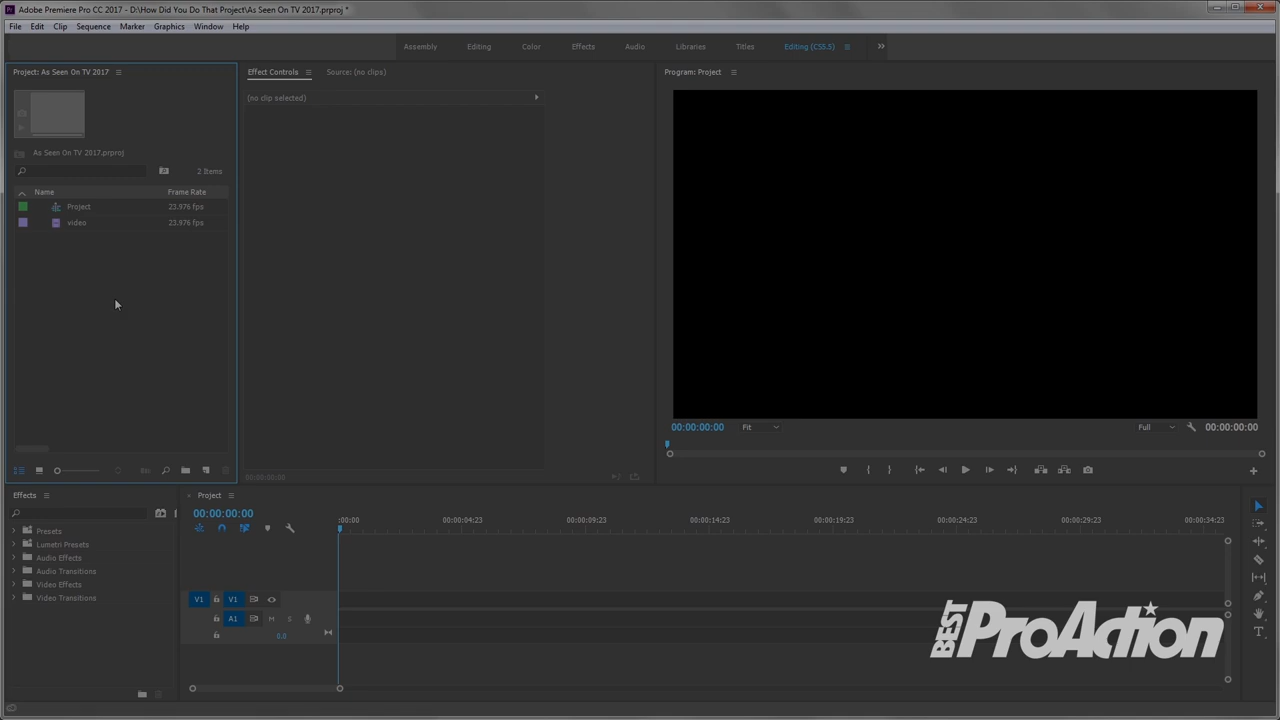 Adobe Premiere Pro CC 2017 - D:\How Did You Do That Project\As Seen On TV 2017.prproj *
File Edit Clip Sequence Marker Graphics Window Help
Assembly Editing Color Effects Audio Libraries Titles Editing (CS5.5)
Project: As Seen On TV 2017
Effect Controls Source: (no clips)
Program: Project
(no clip selected)
As Seen On TV 2017.prproj
2 Items
Name Frame Rate
Project 23.976 fps
video 23.976 fps
00:00:00:00 Fit Full 00:00:00:00
00:00:00:00
Effects
Presets
Lumetri Presets
Audio Effects
Audio Transitions
Video Effects
Video Transitions
Project
00:00:00:00
:00:00 00:00:04:23 00:00:09:23 00:00:14:23 00:00:19:23 00:00:24:23 00:00:29:23 00:00:34:23
V1 V1
A1 M S
0.0
BEST ProAction